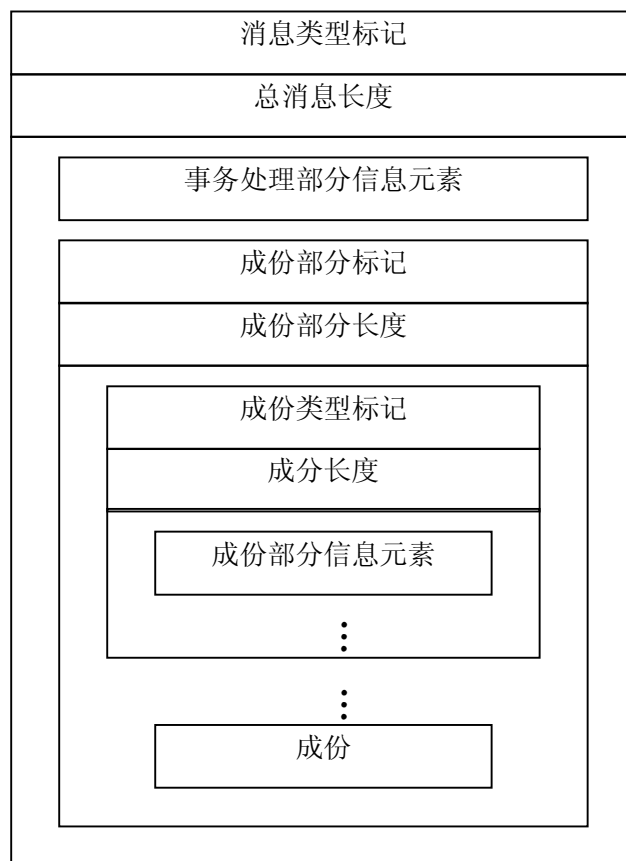 消息类型标记
总消息长度
事务处理部分信息元素
成份部分标记
成份部分长度
成份类型标记
成分长度
成份部分信息元素
成份